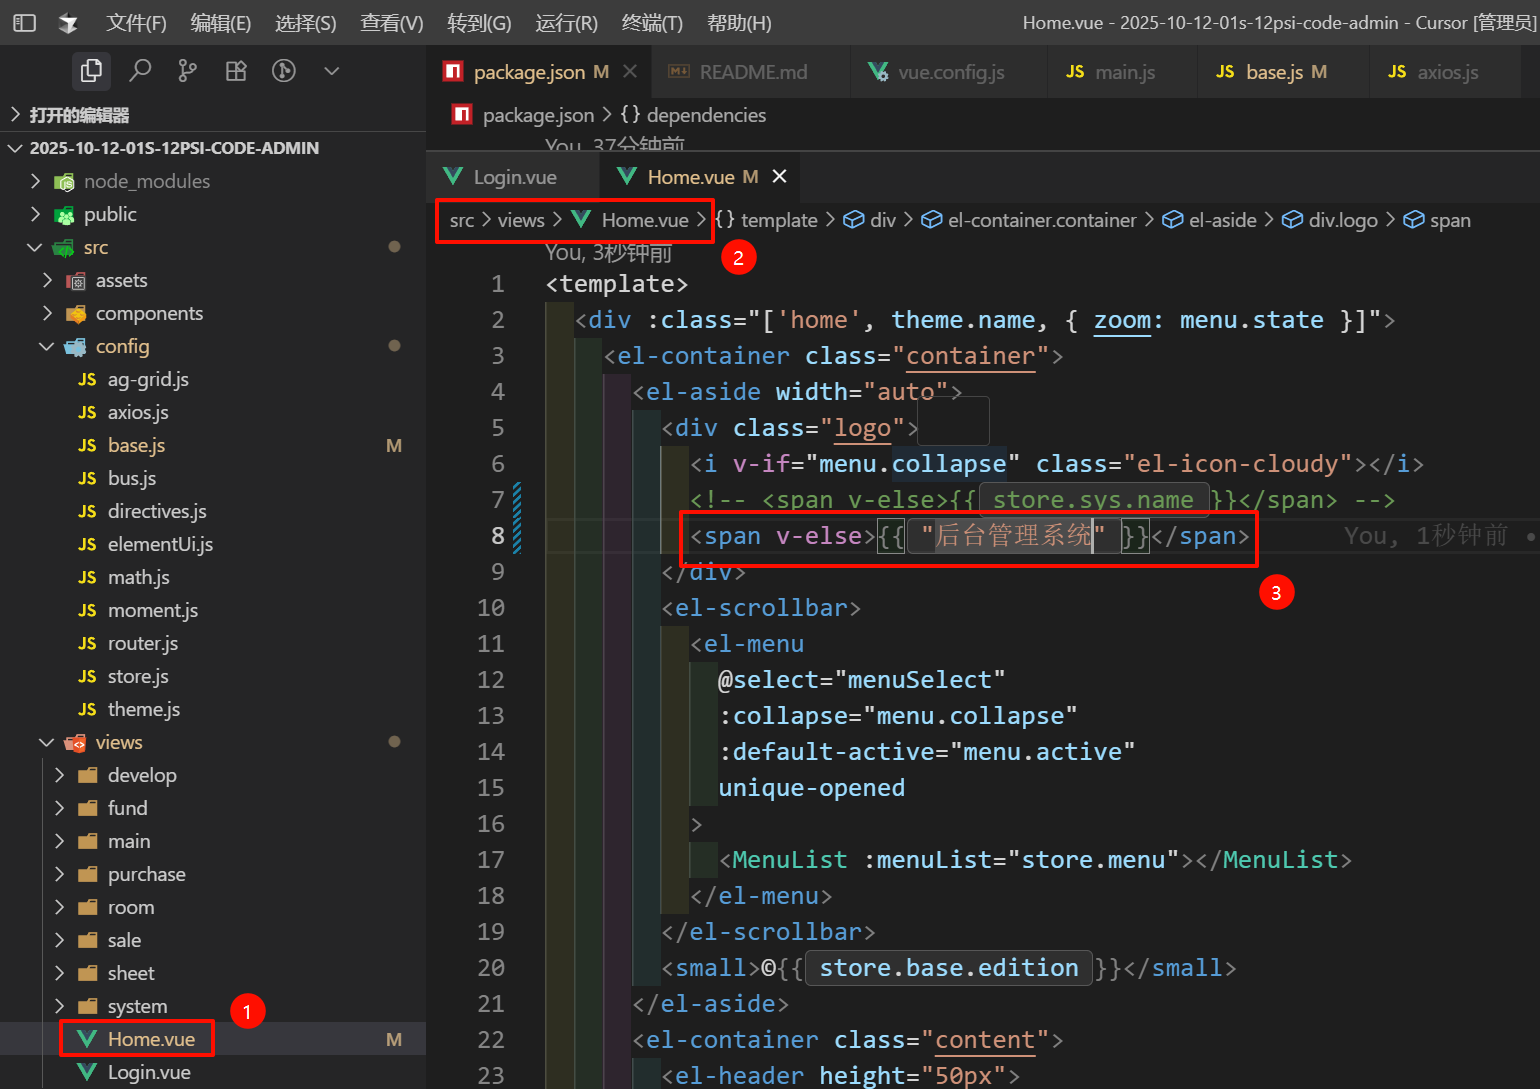 文件(F) 编辑(E) 选择(S) 查看(V) 转到(G) 运行(R) 终端(T) 帮助(H) Home.vue - 2025-10-12-01s-12psi-code-admin - Cursor [管理员]
package.json M README.md vue.config.js JS main.js JS base.js M JS axios.js
package.json > {} dependencies
You, 37分钟前
Login.vue Home.vue M
src > views > Home.vue > {} template > div > el-container.container > el-aside > div.logo > span
2
You, 3秒钟前
打开的编辑器
2025-10-12-01S-12PSI-CODE-ADMIN
node_modules
public
src
assets
components
config
JS ag-grid.js
JS axios.js
JS base.js M
JS bus.js
JS directives.js
JS elementUi.js
JS math.js
JS moment.js
JS router.js
JS store.js
JS theme.js
views
develop
fund
main
purchase
room
sale
sheet
system
1
Home.vue M
Login.vue
1 <template>
2 <div :class="['home', theme.name, { zoom: menu.state }]">
3 <el-container class="container">
4 <el-aside width="auto">
5 <div class="logo">
6 <i v-if="menu.collapse" class="el-icon-cloudy"></i>
7 <!-- <span v-else>{{ store.sys.name }}</span> -->
8 <span v-else>{{ "后台管理系统" }}</span> You, 1秒钟前 •
3
9 </div>
10 <el-scrollbar>
11 <el-menu
12 @select="menuSelect"
13 :collapse="menu.collapse"
14 :default-active="menu.active"
15 unique-opened
16 >
17 <MenuList :menuList="store.menu"></MenuList>
18 </el-menu>
19 </el-scrollbar>
20 <small>©{{ store.base.edition }}</small>
21 </el-aside>
22 <el-container class="content">
23 <el-header height="50px">